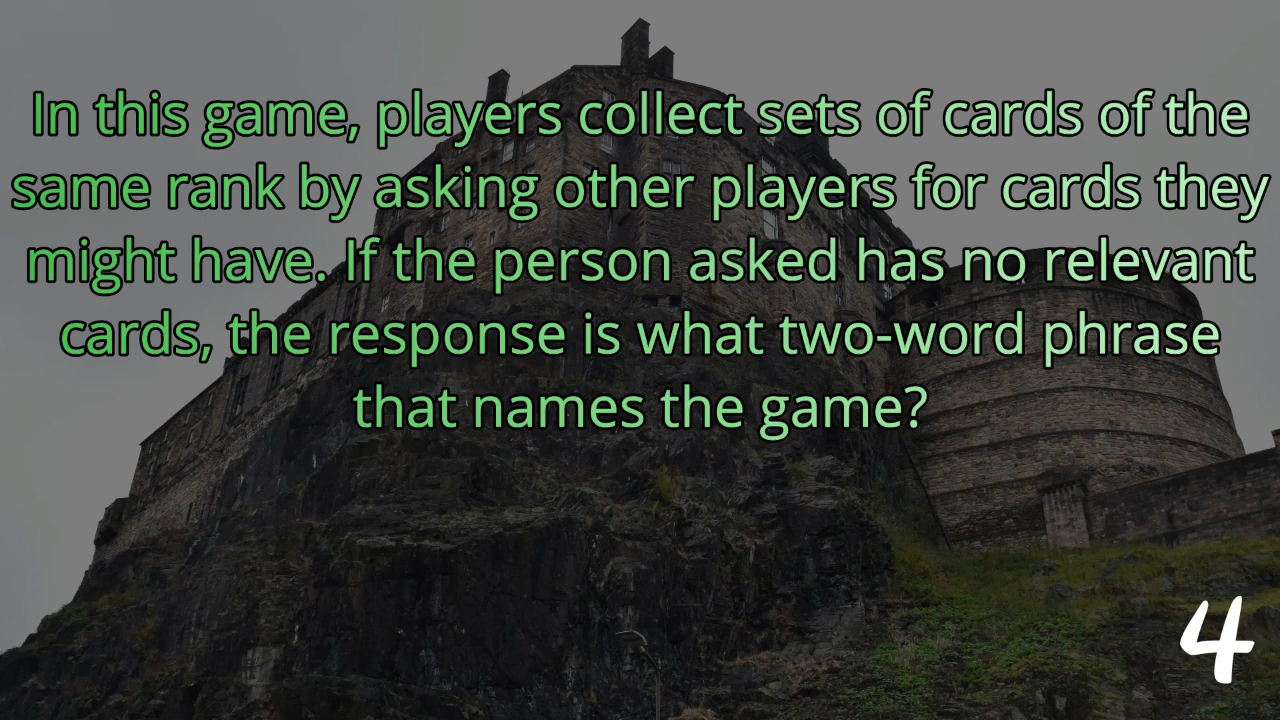 In this game, players collect sets of cards of the
same rank by asking other players for cards they
might have. If the person asked has no relevant
cards, the response is what two-word phrase
that names the game?
4